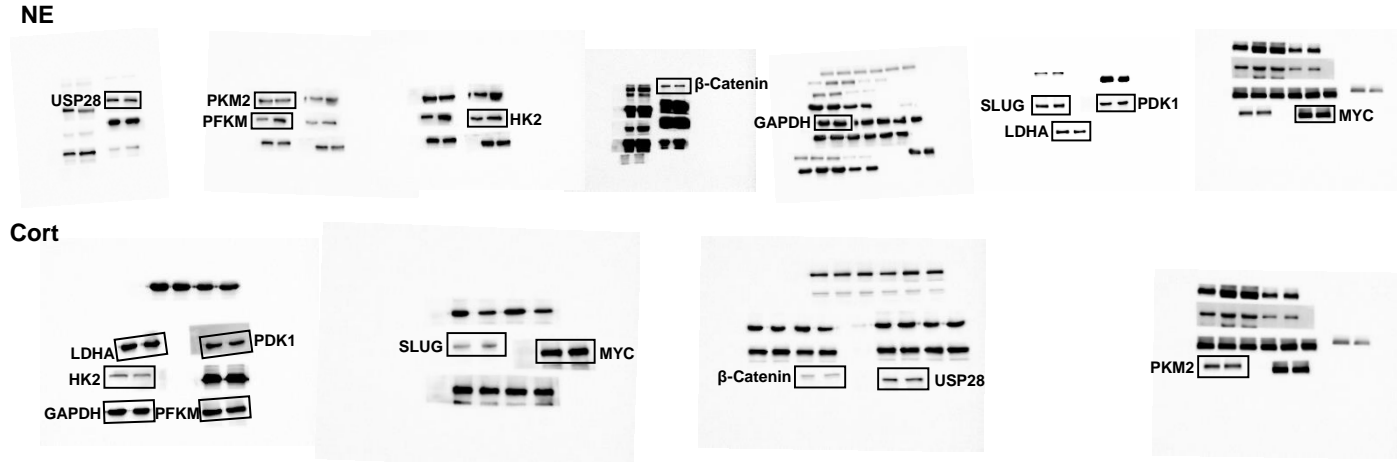 NE
USP28
PKM2
PFKM
HK2
β-Catenin
GAPDH
SLUG
PDK1
LDHA
MYC
Cort
LDHA
PDK1
HK2
GAPDH
PFKM
SLUG
MYC
β-Catenin
USP28
PKM2